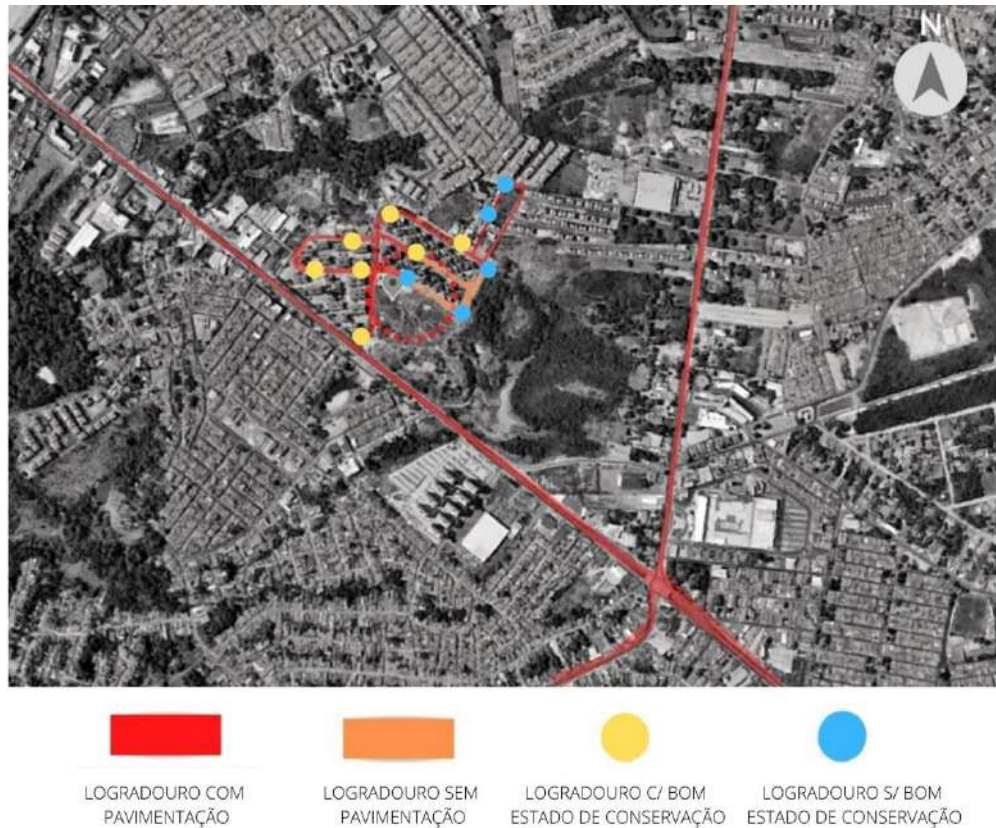 N
LOGRADOURO COM
PAVIMENTAÇÃO
LOGRADOURO SEM
PAVIMENTAÇÃO
LOGRADOURO C/ BOM
ESTADO DE CONSERVAÇÃO
LOGRADOURO S/ BOM
ESTADO DE CONSERVAÇÃO